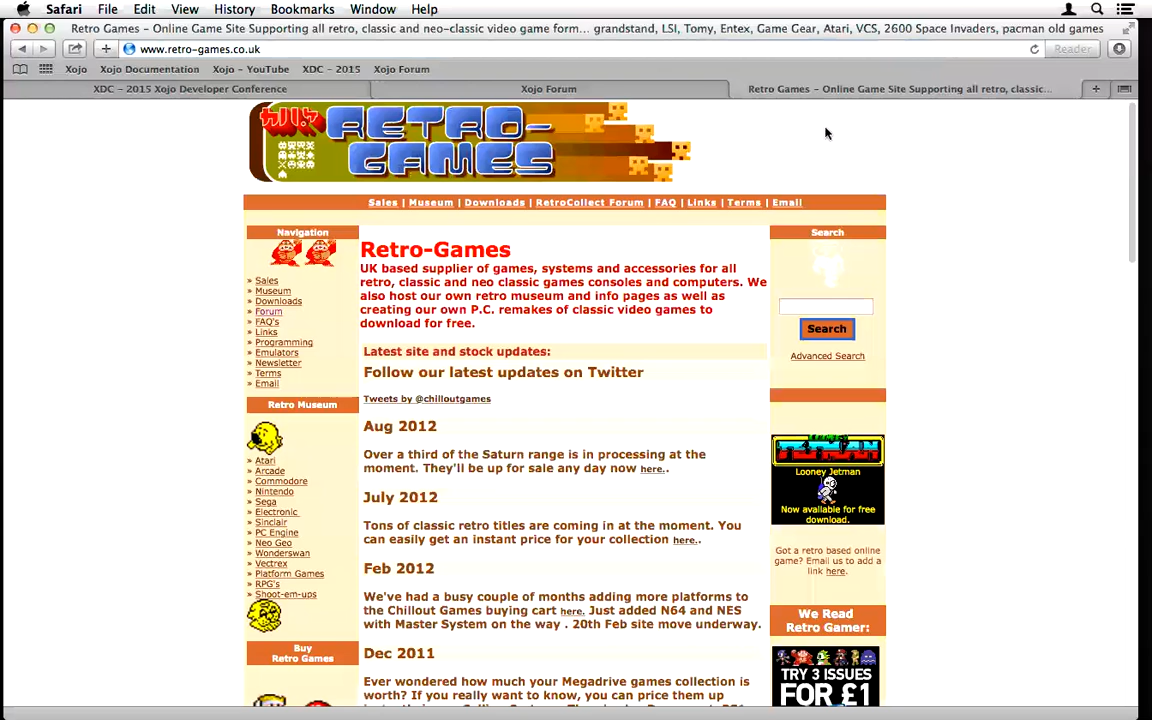 Safari File Edit View History Bookmarks Window Help
Retro Games – Online Game Site Supporting all retro, classic and neo-classic video game form... grandstand, LSI, Tomy, Entex, Game Gear, Atari, VCS, 2600 Space Invaders, pacman old games
www.retro-games.co.uk Reader
Xojo Xojo Documentation Xojo – YouTube XDC – 2015 Xojo Forum
XDC – 2015 Xojo Developer Conference Xojo Forum Retro Games – Online Game Site Supporting all retro, classic...
RETRO-
GAMES
Sales | Museum | Downloads | RetroCollect Forum | FAQ | Links | Terms | Email
Navigation
» Sales
» Museum
» Downloads
» Forum
» FAQ's
» Links
» Programming
» Emulators
» Newsletter
» Terms
» Email
Retro Museum
» Atari
» Arcade
» Commodore
» Nintendo
» Sega
» Electronic
» Sinclair
» PC Engine
» Neo Geo
» Wonderswan
» Vectrex
» Platform Games
» RPG's
» Shoot-em-ups
Buy
Retro Games
Retro-Games
UK based supplier of games, systems and accessories for all
retro, classic and neo classic games consoles and computers. We
also host our own retro museum and info pages as well as
creating our own P.C. remakes of classic video games to
download for free.
Latest site and stock updates:
Follow our latest updates on Twitter
Tweets by @chilloutgames
Aug 2012
Over a third of the Saturn range is in processing at the
moment. They'll be up for sale any day now here..
July 2012
Tons of classic retro titles are coming in at the moment. You
can easily get an instant price for your collection here..
Feb 2012
We've had a busy couple of months adding more platforms to
the Chillout Games buying cart here. Just added N64 and NES
with Master System on the way . 20th Feb site move underway.
Dec 2011
Ever wondered how much your Megadrive games collection is
worth? If you really want to know, you can price them up
Search
Search
Advanced Search
Looney Jetman
Now available for free
download.
Got a retro based online
game? Email us to add a
link here.
We Read
Retro Gamer:
TRY 3 ISSUES
FOR £1